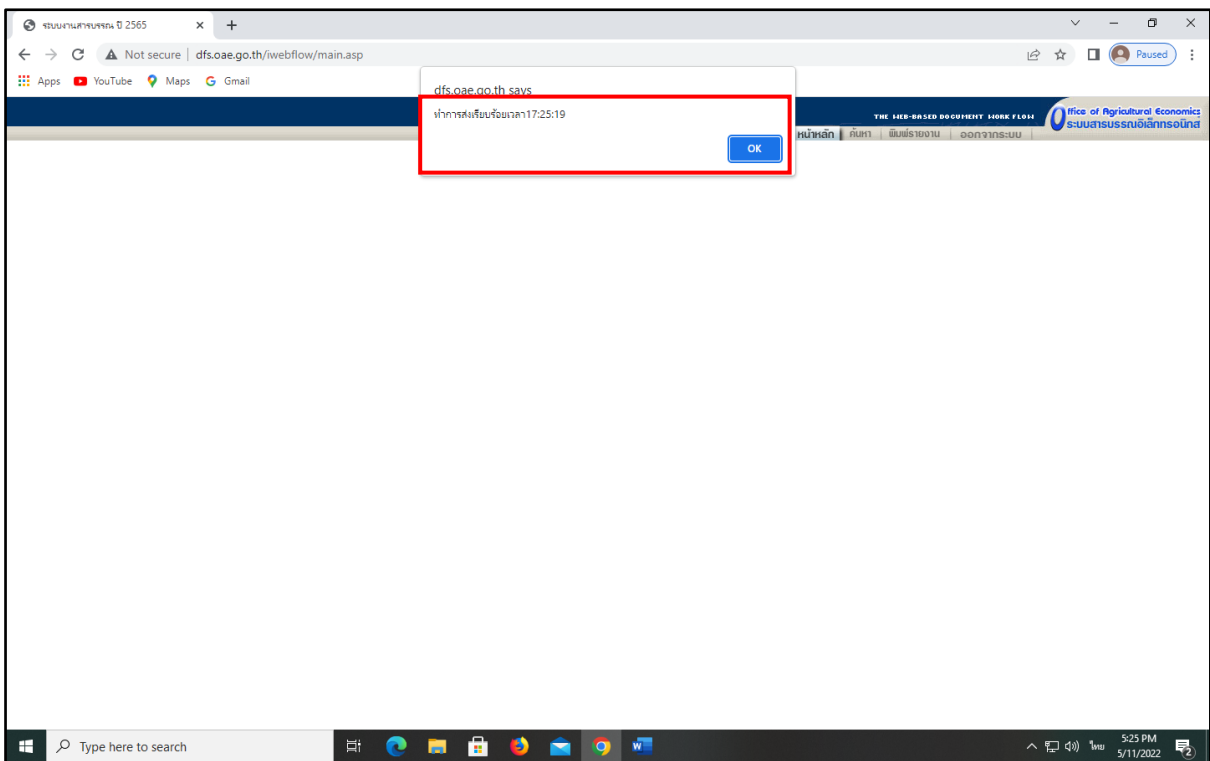 ระบบงานสารบรรณ ปี 2565
Not secure | dfs.oae.go.th/iwebflow/main.asp
Paused
Apps YouTube Maps Gmail
dfs.oae.go.th says
ทำการส่งเรียบร้อยเวลา17:25:19
OK
THE WEB-BASED DOCUMENT WORK FLOW
Office of Agricultural Economics
ระบบสารบรรณอิเล็กทรอนิกส์
หน้าหลัก | ค้นหา | พิมพ์รายงาน | ออกจากระบบ |
Type here to search
ไทย
5:25 PM
5/11/2022
2